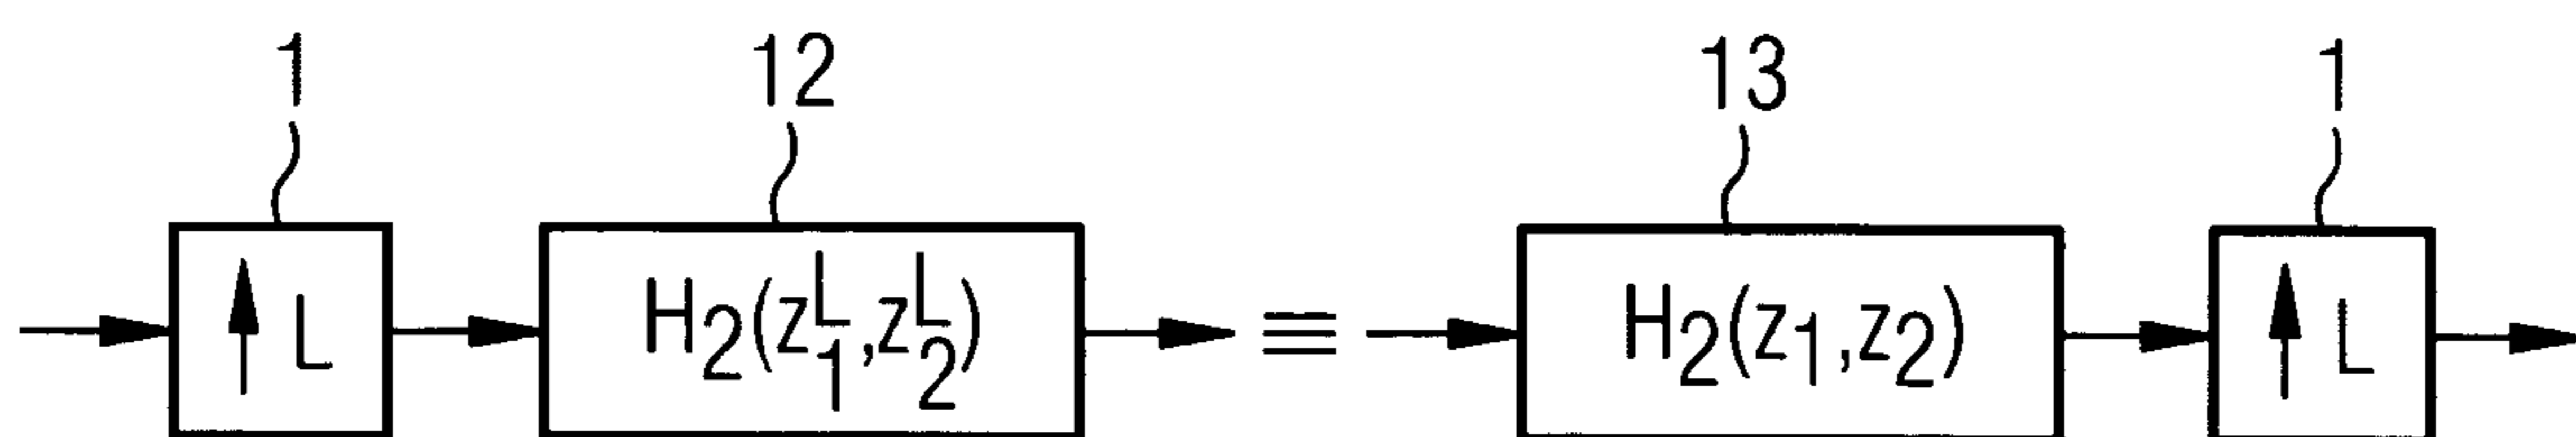 1 12 13 1
↑ L H₂(z₁ᴸ,z₂ᴸ) ≡ H₂(z₁,z₂) ↑ L